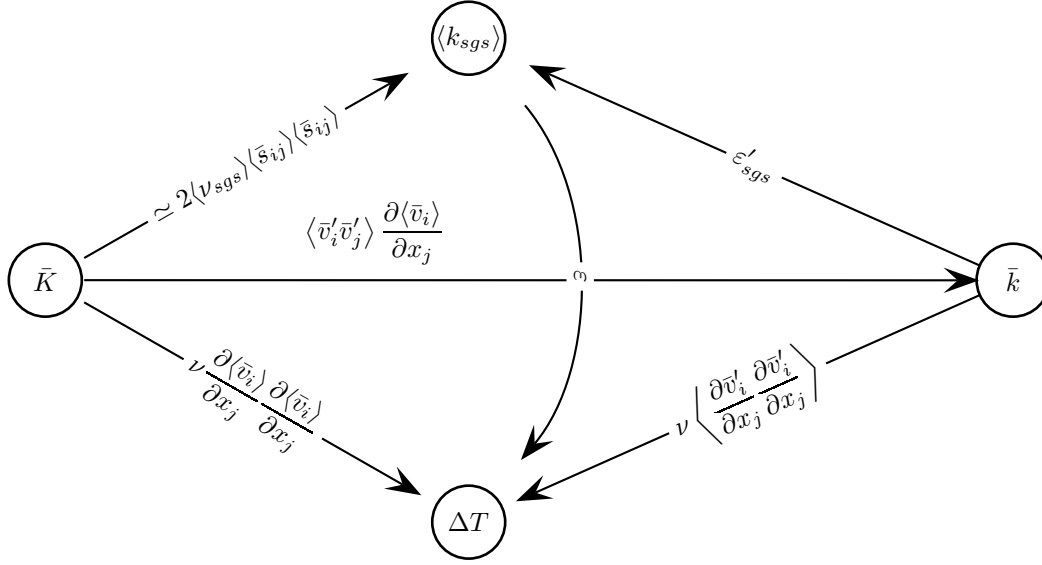 ⟨k_{sgs}⟩
≃ 2⟨ν_{sgs}⟩⟨s̄_{ij}⟩⟨s̄_{ij}⟩
ε′_{sgs}
⟨v̄′_i v̄′_j⟩ ∂⟨v̄_i⟩/∂x_j
K̄
ε
k̄
ν ∂⟨v̄_i⟩/∂x_j ∂⟨v̄_i⟩/∂x_j
ν⟨∂v̄′_i/∂x_j ∂v̄′_i/∂x_j⟩
ΔT